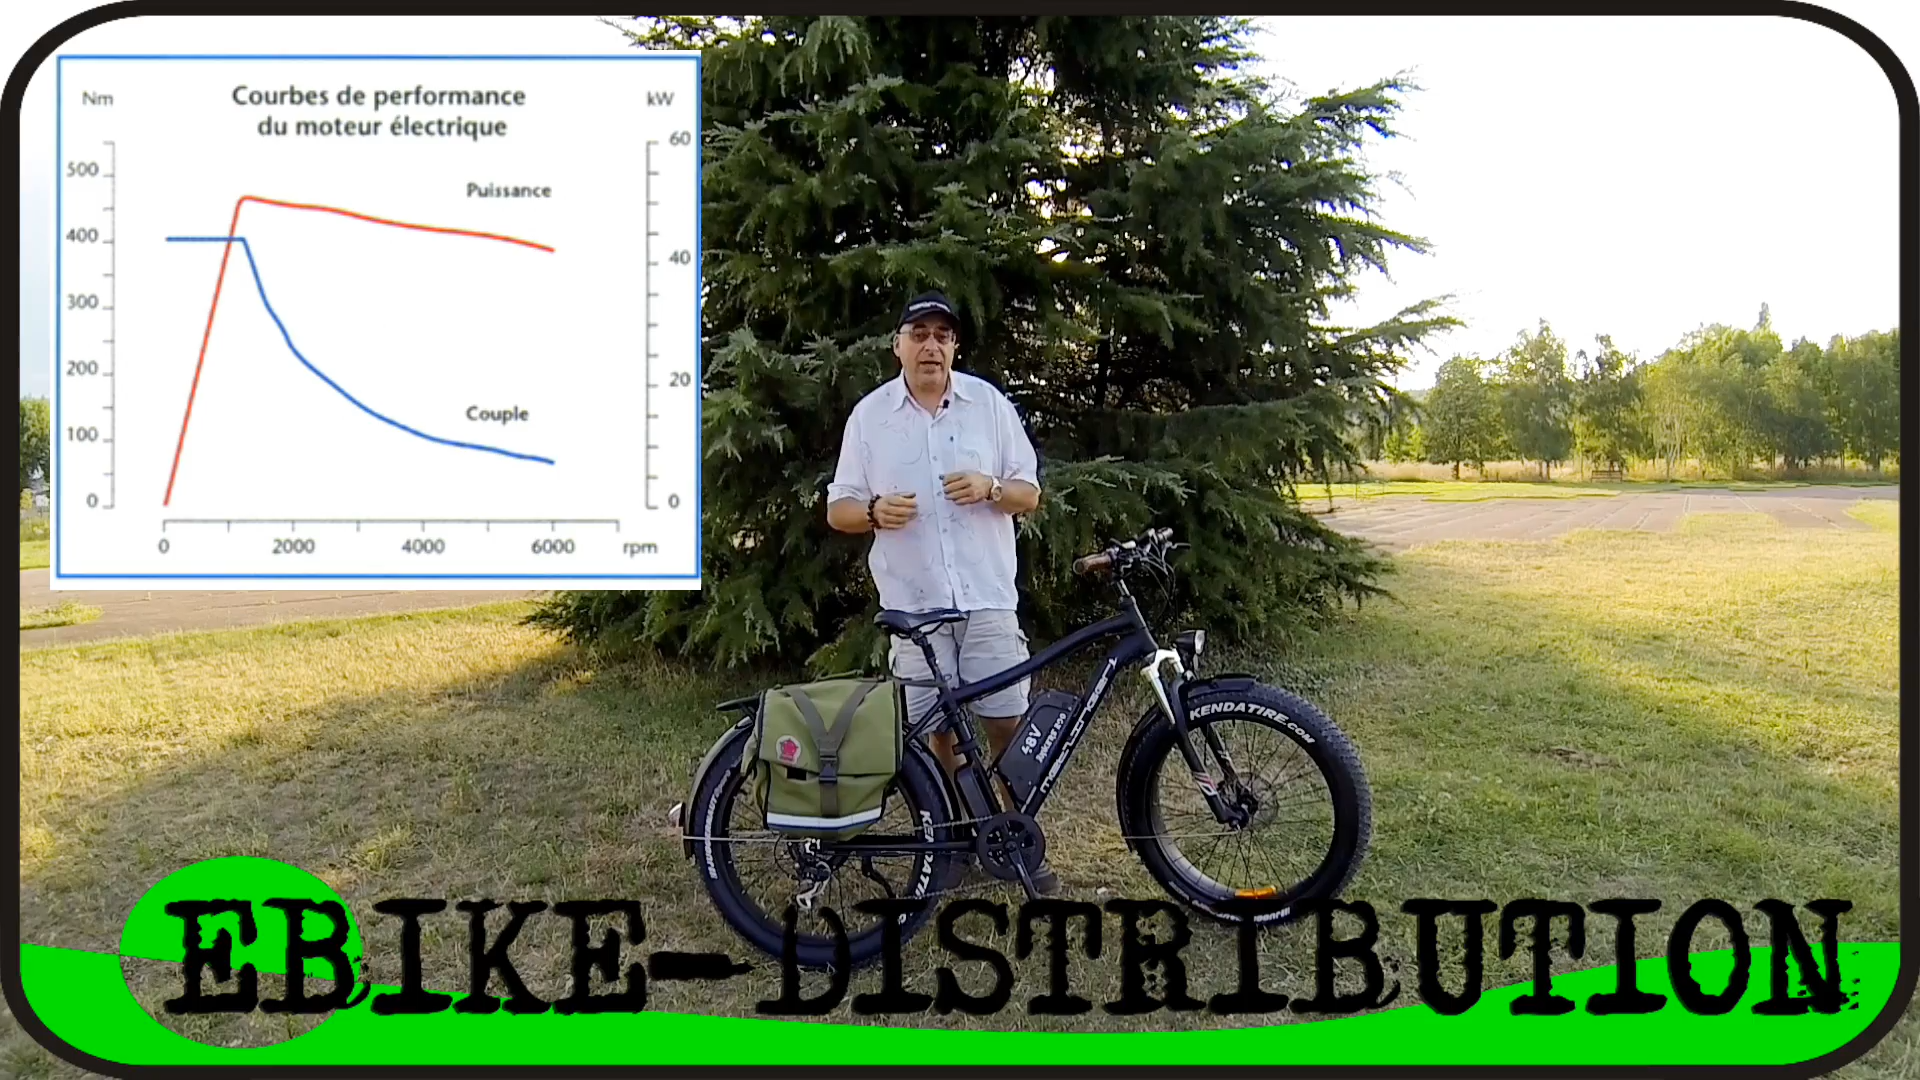 Nm
Courbes de performance
du moteur électrique
kW
500
400
300
200
100
0
Puissance
Couple
60
40
20
0
0 2000 4000 6000 rpm
KENDATIRE.COM
48V
EBIKE-DISTRIBUTION